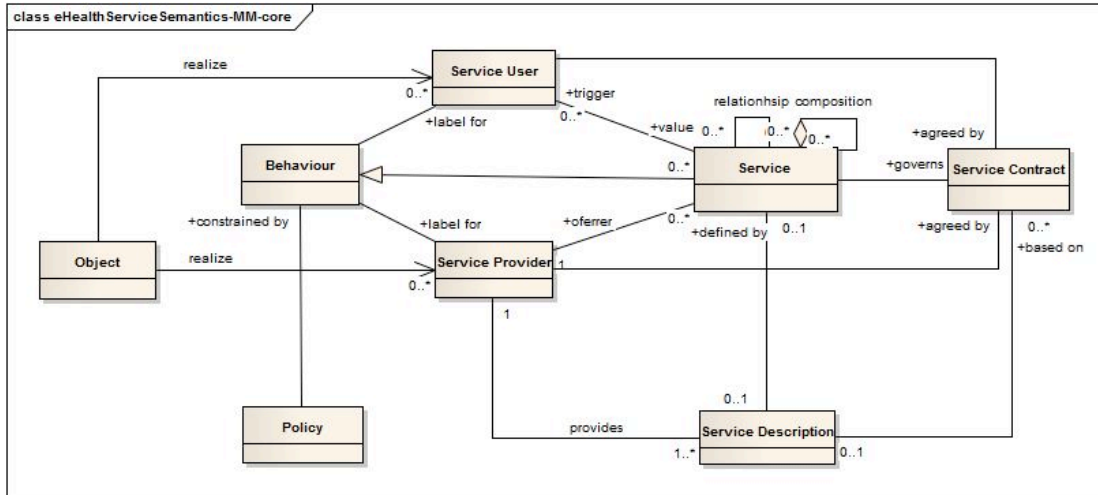 class eHealthServiceSemantics-MM-core
realize
Service User
0..*
+trigger
0..*
relationhsip composition
+label for
+value
0..*
0..*
0..*
+agreed by
Behaviour
0..*
Service
+governs
Service Contract
+constrained by
+label for
+oferrer
0..*
+defined by
0..1
+agreed by
0..*
+based on
Object
realize
Service Provider
1
0..*
1
0..1
Policy
provides
Service Description
1..*
0..1